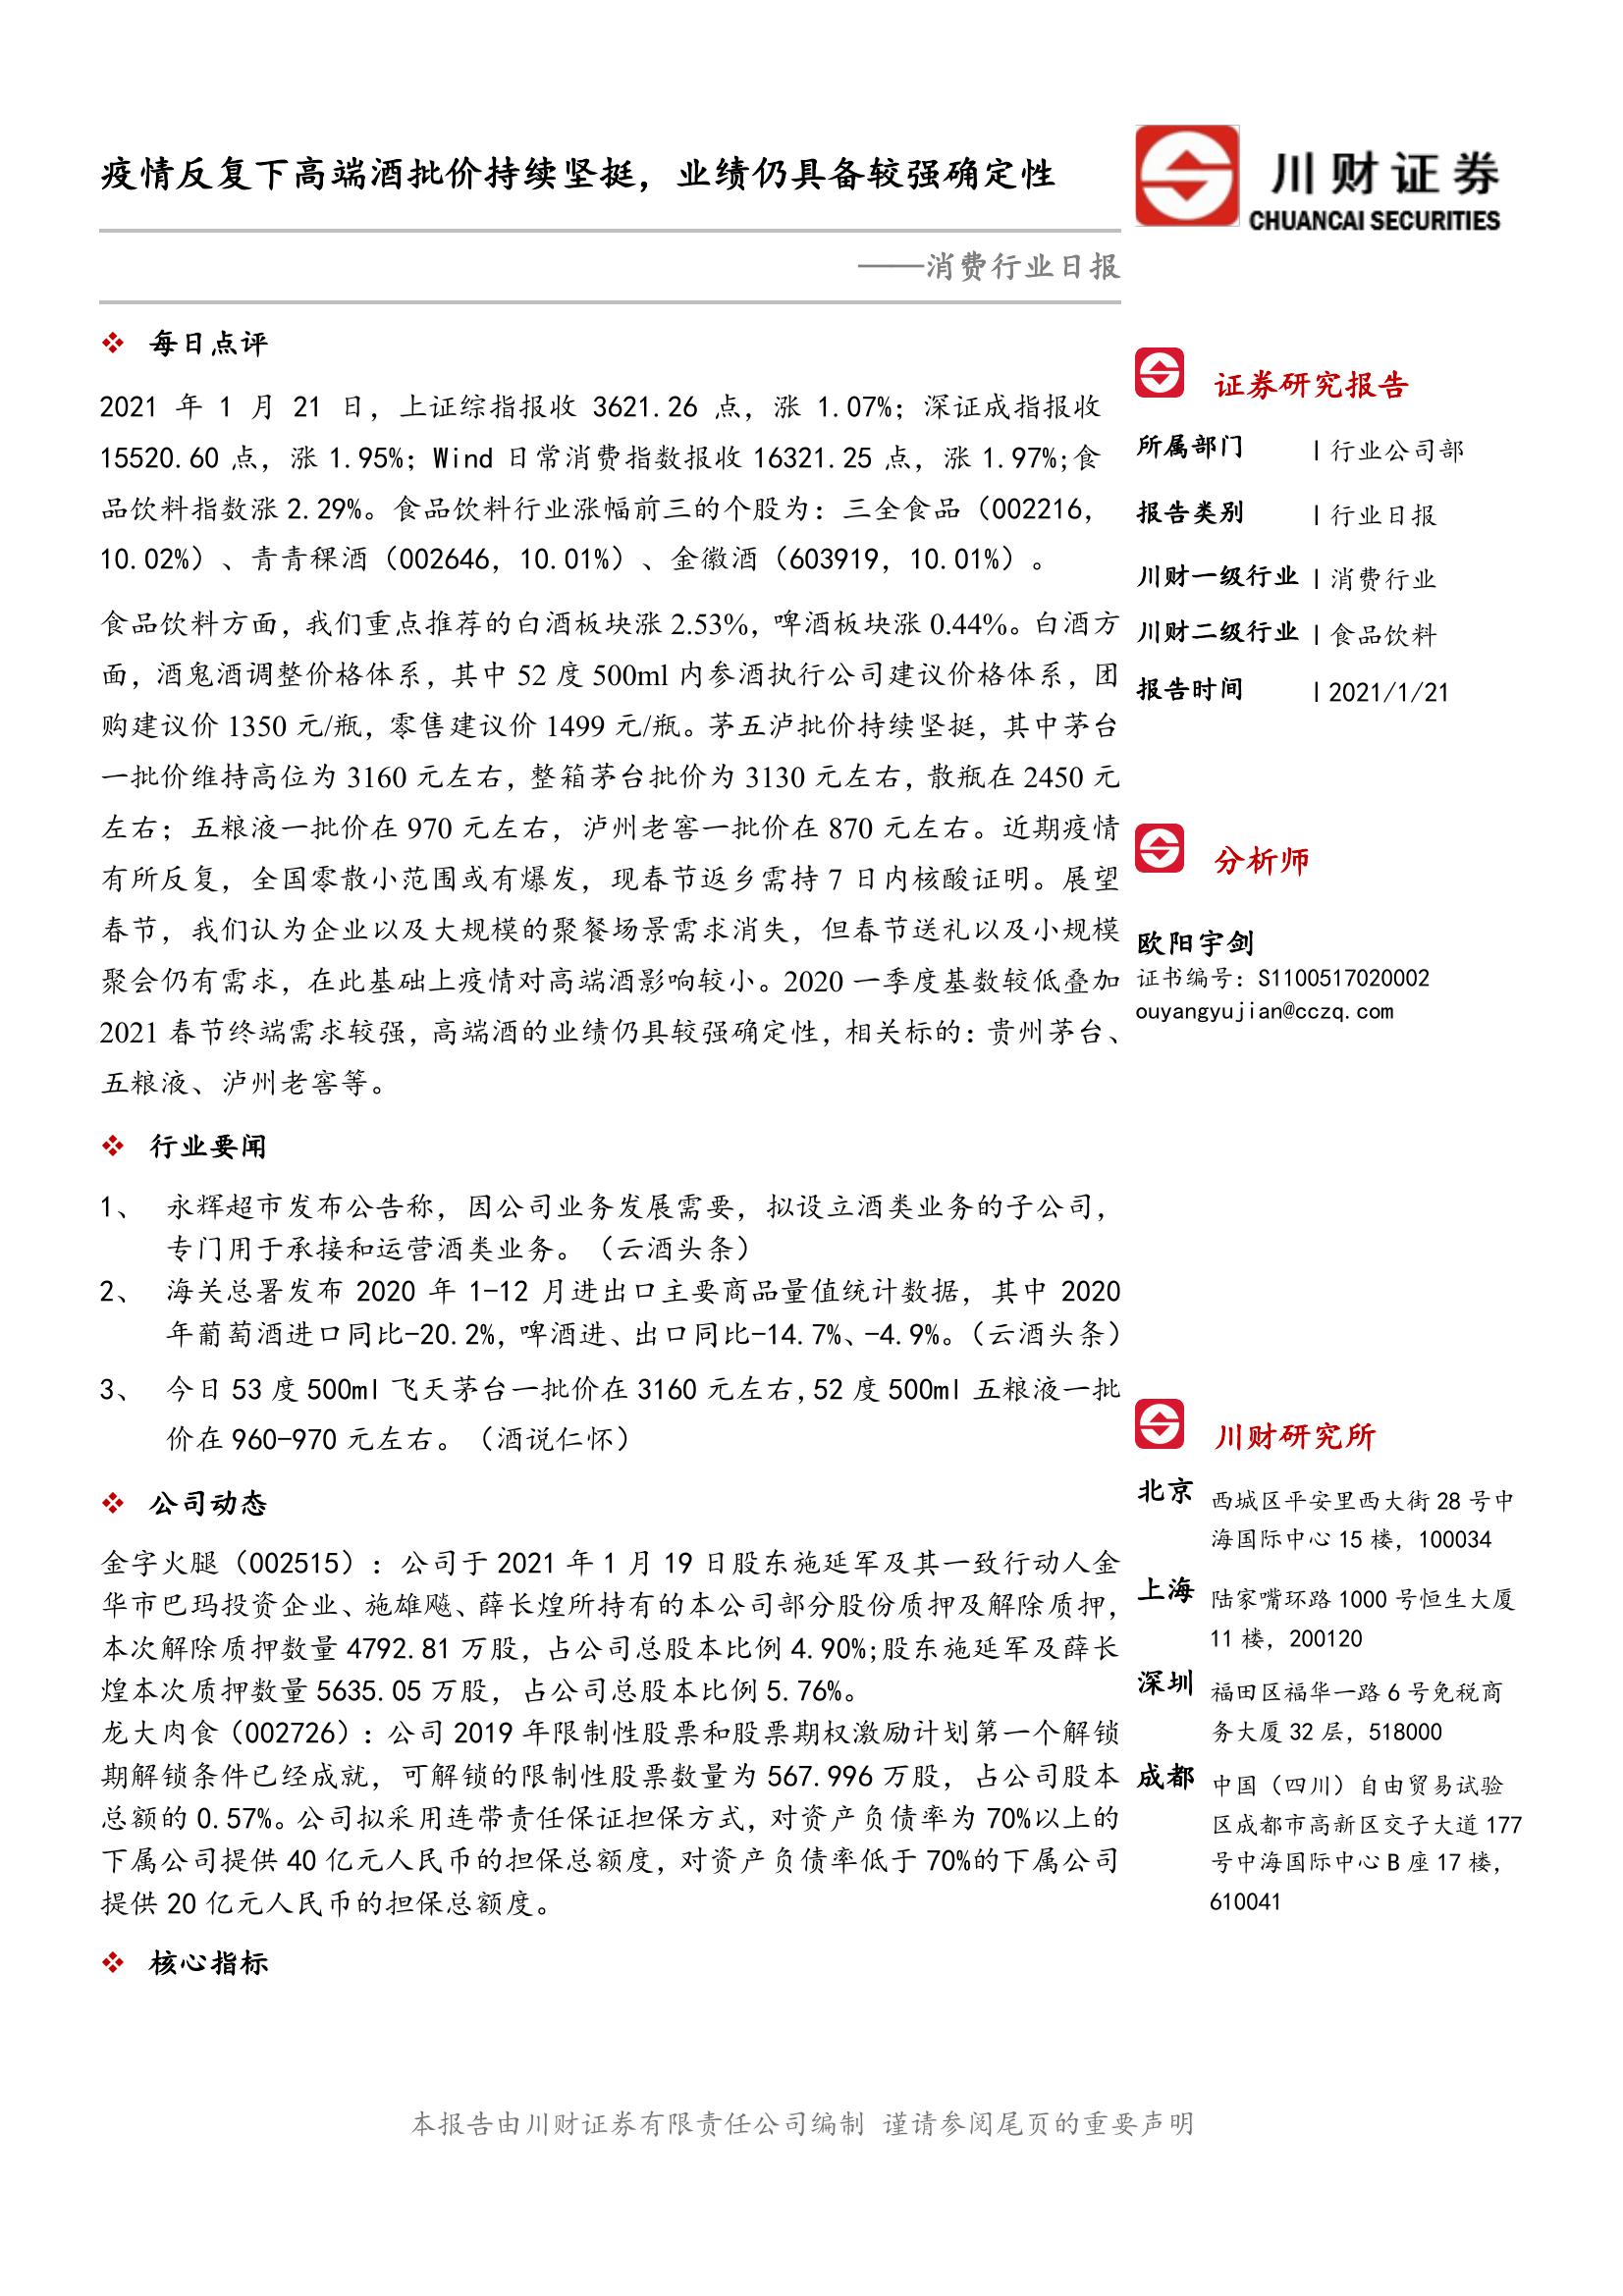 疫情反复下高端酒批价持续坚挺，业绩仍具备较强确定性
川财证券
CHUANCAI SECURITIES
——消费行业日报
❖ 每日点评
2021 年 1 月 21 日，上证综指报收 3621.26 点，涨 1.07%；深证成指报收
15520.60 点，涨 1.95%；Wind 日常消费指数报收 16321.25 点，涨 1.97%;食
品饮料指数涨 2.29%。食品饮料行业涨幅前三的个股为：三全食品（002216，
10.02%）、青青稞酒（002646，10.01%）、金徽酒（603919，10.01%）。
食品饮料方面，我们重点推荐的白酒板块涨 2.53%，啤酒板块涨 0.44%。白酒方
面，酒鬼酒调整价格体系，其中 52 度 500ml 内参酒执行公司建议价格体系，团
购建议价 1350 元/瓶，零售建议价 1499 元/瓶。茅五泸批价持续坚挺，其中茅台
一批价维持高位为 3160 元左右，整箱茅台批价为 3130 元左右，散瓶在 2450 元
左右；五粮液一批价在 970 元左右，泸州老窖一批价在 870 元左右。近期疫情
有所反复，全国零散小范围或有爆发，现春节返乡需持 7 日内核酸证明。展望
春节，我们认为企业以及大规模的聚餐场景需求消失，但春节送礼以及小规模
聚会仍有需求，在此基础上疫情对高端酒影响较小。2020 一季度基数较低叠加
2021 春节终端需求较强，高端酒的业绩仍具较强确定性，相关标的：贵州茅台、
五粮液、泸州老窖等。
❖ 行业要闻
1、 永辉超市发布公告称，因公司业务发展需要，拟设立酒类业务的子公司，
专门用于承接和运营酒类业务。（云酒头条）
2、 海关总署发布 2020 年 1-12 月进出口主要商品量值统计数据，其中 2020
年葡萄酒进口同比-20.2%，啤酒进、出口同比-14.7%、-4.9%。（云酒头条）
3、 今日 53 度 500ml 飞天茅台一批价在 3160 元左右,52 度 500ml 五粮液一批
价在 960-970 元左右。（酒说仁怀）
❖ 公司动态
金字火腿（002515）：公司于 2021 年 1 月 19 日股东施延军及其一致行动人金
华市巴玛投资企业、施雄飚、薛长煌所持有的本公司部分股份质押及解除质押，
本次解除质押数量 4792.81 万股，占公司总股本比例 4.90%;股东施延军及薛长
煌本次质押数量 5635.05 万股，占公司总股本比例 5.76%。
龙大肉食（002726）：公司 2019 年限制性股票和股票期权激励计划第一个解锁
期解锁条件已经成就，可解锁的限制性股票数量为 567.996 万股，占公司股本
总额的 0.57%。公司拟采用连带责任保证担保方式，对资产负债率为 70%以上的
下属公司提供 40 亿元人民币的担保总额度，对资产负债率低于 70%的下属公司
提供 20 亿元人民币的担保总额度。
❖ 核心指标
证券研究报告
所属部门 | 行业公司部
报告类别 | 行业日报
川财一级行业 | 消费行业
川财二级行业 | 食品饮料
报告时间 | 2021/1/21
分析师
欧阳宇剑
证书编号：S1100517020002
ouyangyujian@cczq.com
川财研究所
北京 西城区平安里西大街 28 号中
海国际中心 15 楼，100034
上海 陆家嘴环路 1000 号恒生大厦
11 楼，200120
深圳 福田区福华一路 6 号免税商
务大厦 32 层，518000
成都 中国（四川）自由贸易试验
区成都市高新区交子大道 177
号中海国际中心 B 座 17 楼，
610041
本报告由川财证券有限责任公司编制 谨请参阅尾页的重要声明